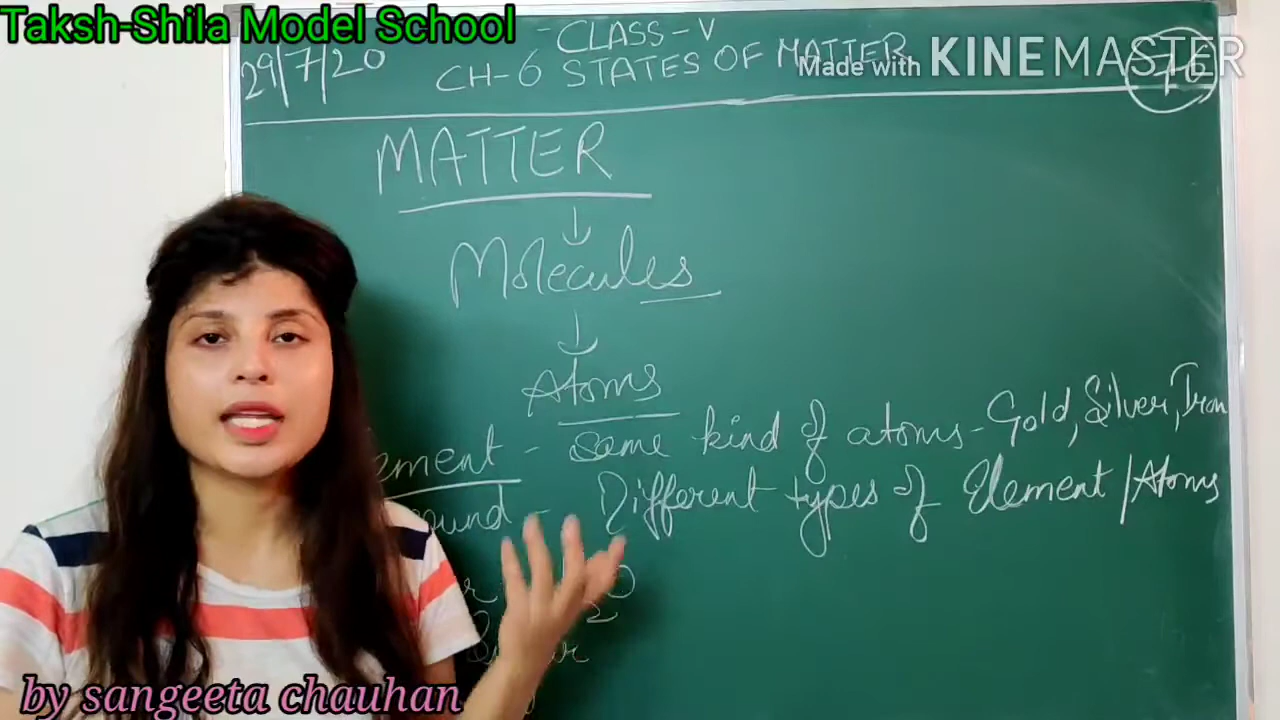 Taksh-Shila Model School
- CLASS-V
29/7/20
CH-6 STATES OF MATTER
Made with KINEMASTER
MATTER
Molecules
Atoms
ement - same kind of atoms - Gold, Silver, Iron
ound - Different types of Element / Atoms
by sangeeta chauhan